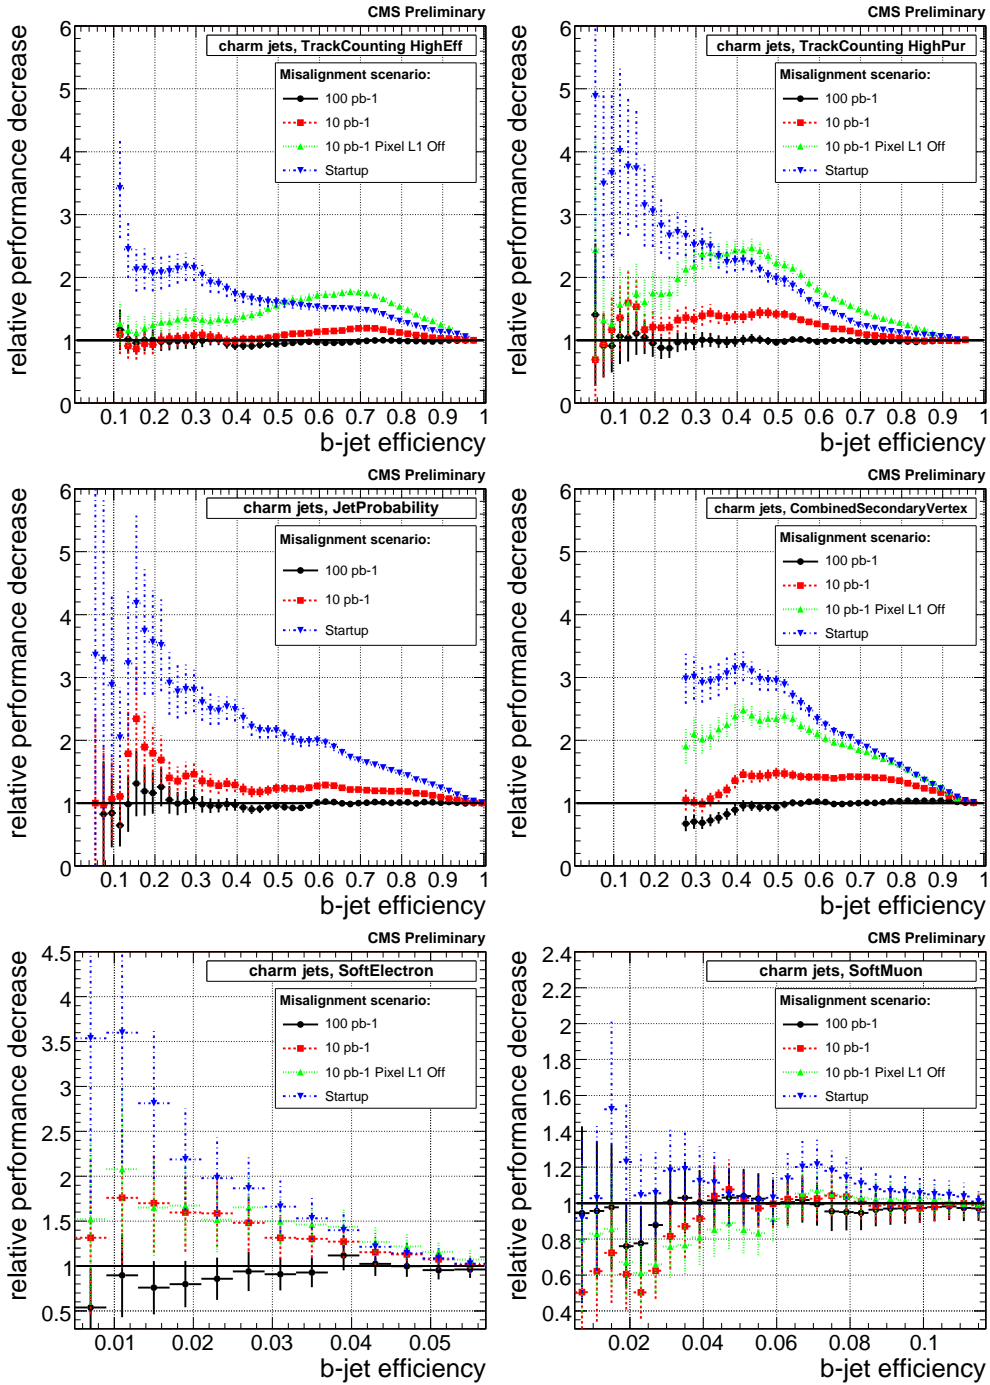 CMS Preliminary
relative performance decrease
charm jets, TrackCounting HighEff
Misalignment scenario:
100 pb-1
10 pb-1
10 pb-1 Pixel L1 Off
Startup
6
5
4
3
2
1
0
0.1 0.2 0.3 0.4 0.5 0.6 0.7 0.8 0.9 1
b-jet efficiency
CMS Preliminary
relative performance decrease
charm jets, TrackCounting HighPur
Misalignment scenario:
100 pb-1
10 pb-1
10 pb-1 Pixel L1 Off
Startup
6
5
4
3
2
1
0
0.1 0.2 0.3 0.4 0.5 0.6 0.7 0.8 0.9 1
b-jet efficiency
CMS Preliminary
relative performance decrease
charm jets, JetProbability
Misalignment scenario:
100 pb-1
10 pb-1
Startup
6
5
4
3
2
1
0
0.1 0.2 0.3 0.4 0.5 0.6 0.7 0.8 0.9 1
b-jet efficiency
CMS Preliminary
relative performance decrease
charm jets, CombinedSecondaryVertex
Misalignment scenario:
100 pb-1
10 pb-1
10 pb-1 Pixel L1 Off
Startup
6
5
4
3
2
1
0
0.1 0.2 0.3 0.4 0.5 0.6 0.7 0.8 0.9 1
b-jet efficiency
CMS Preliminary
relative performance decrease
charm jets, SoftElectron
Misalignment scenario:
100 pb-1
10 pb-1
10 pb-1 Pixel L1 Off
Startup
4.5
4
3.5
3
2.5
2
1.5
1
0.5
0.01 0.02 0.03 0.04 0.05
b-jet efficiency
CMS Preliminary
relative performance decrease
charm jets, SoftMuon
Misalignment scenario:
100 pb-1
10 pb-1
10 pb-1 Pixel L1 Off
Startup
2.4
2.2
2
1.8
1.6
1.4
1.2
1
0.8
0.6
0.4
0.02 0.04 0.06 0.08 0.1
b-jet efficiency